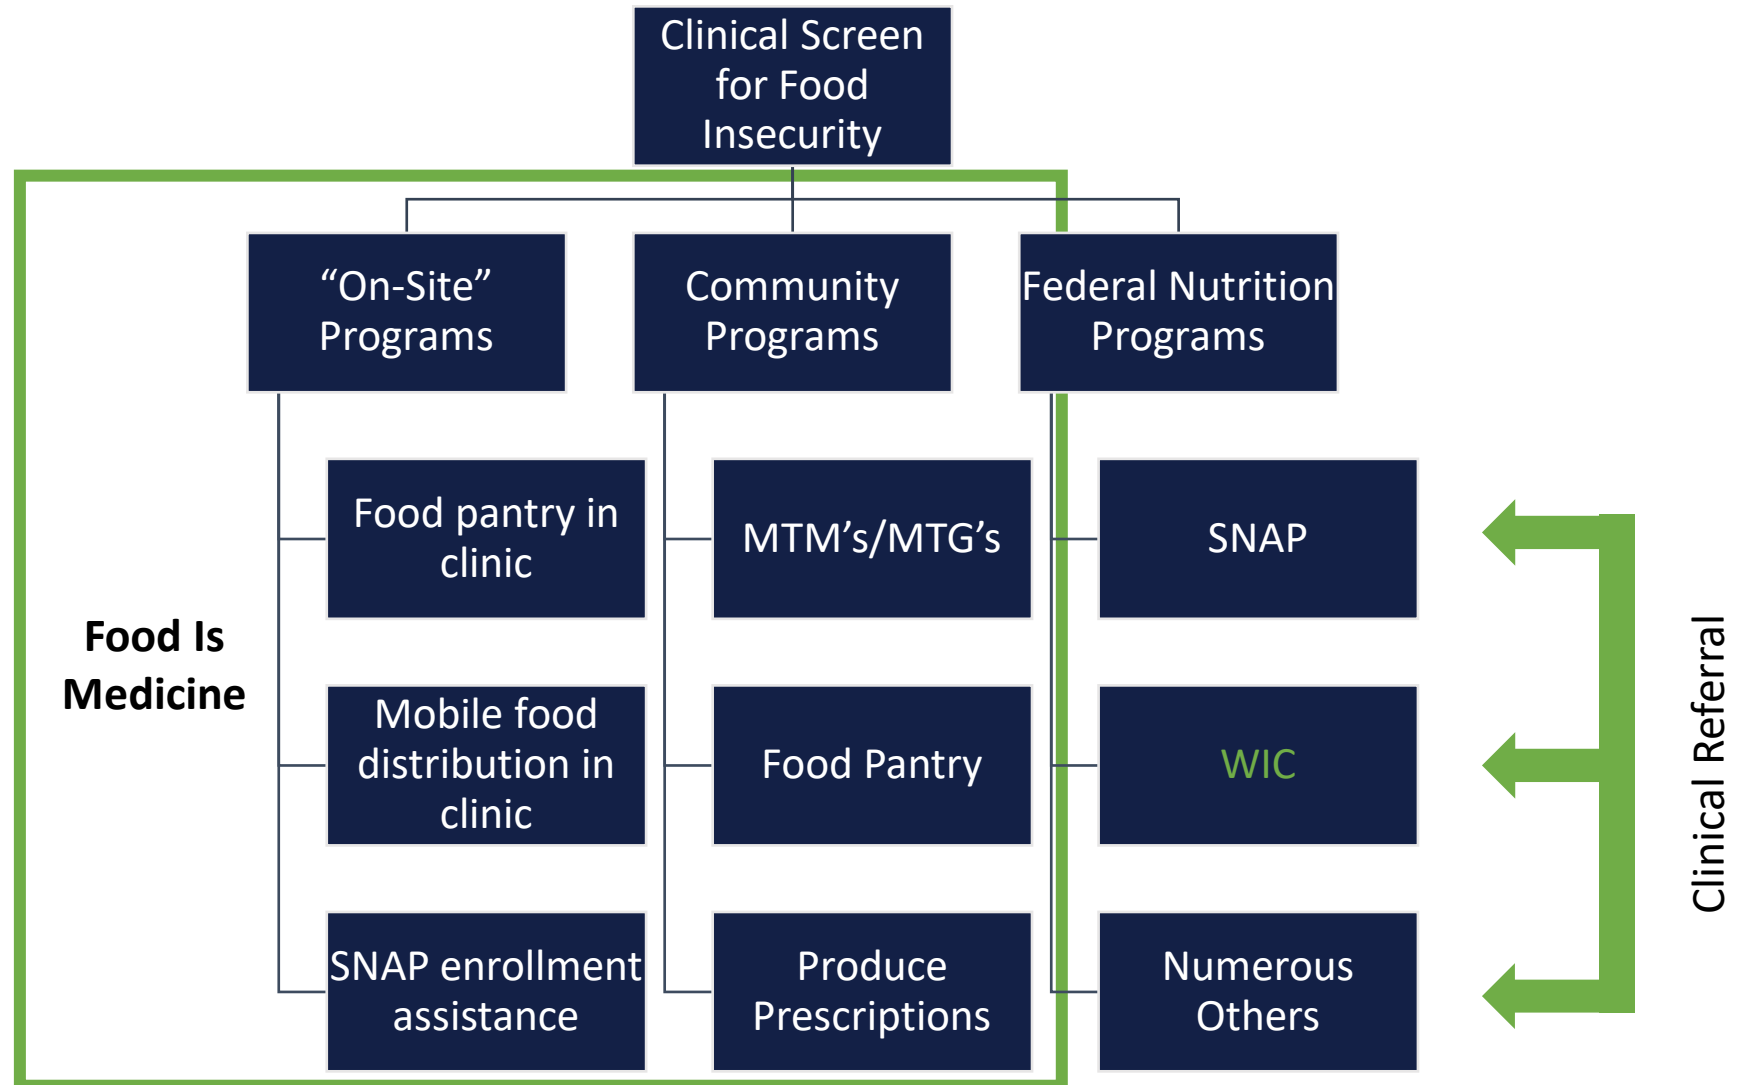 Clinical Screen
for Food
Insecurity
“On-Site”
Programs
Community
Programs
Federal Nutrition
Programs
Food pantry in
clinic
MTM’s/MTG’s
SNAP
Food Is
Medicine
Mobile food
distribution in
clinic
Food Pantry
WIC
Clinical Referral
SNAP enrollment
assistance
Produce
Prescriptions
Numerous
Others